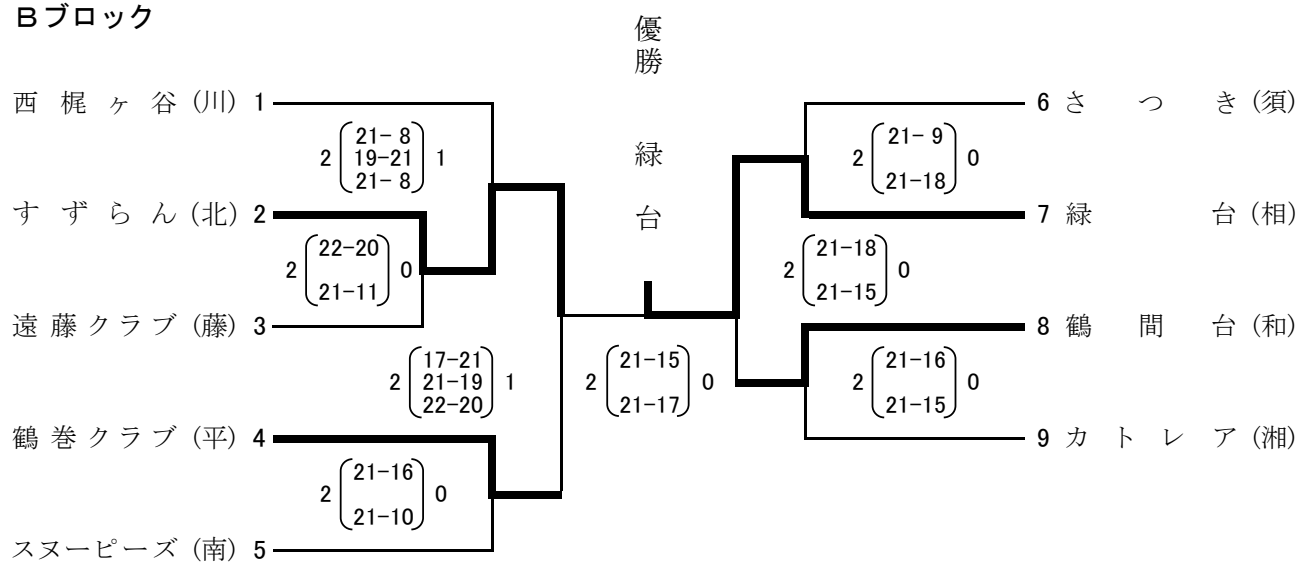 Bブロック
優勝 緑台
西梶ヶ谷 (川) 1
2 (21- 8 19-21 21- 8) 1
すずらん (北) 2
2 (22-20 21-11) 0
遠藤クラブ (藤) 3
2 (17-21 21-19 22-20) 1
鶴巻クラブ (平) 4
2 (21-16 21-10) 0
スヌーピーズ (南) 5
2 (21-15 21-17) 0
6 さつき (須)
2 (21- 9 21-18) 0
7 緑台 (相)
2 (21-18 21-15) 0
8 鶴間台 (和)
2 (21-16 21-15) 0
9 カトレア (湘)